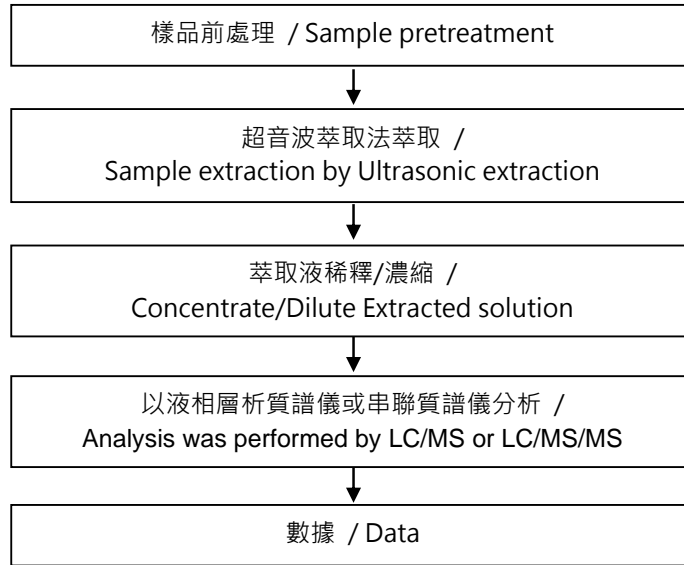 樣品前處理 / Sample pretreatment
超音波萃取法萃取 /
Sample extraction by Ultrasonic extraction
萃取液稀釋/濃縮 /
Concentrate/Dilute Extracted solution
以液相層析質譜儀或串聯質譜儀分析 /
Analysis was performed by LC/MS or LC/MS/MS
數據 / Data